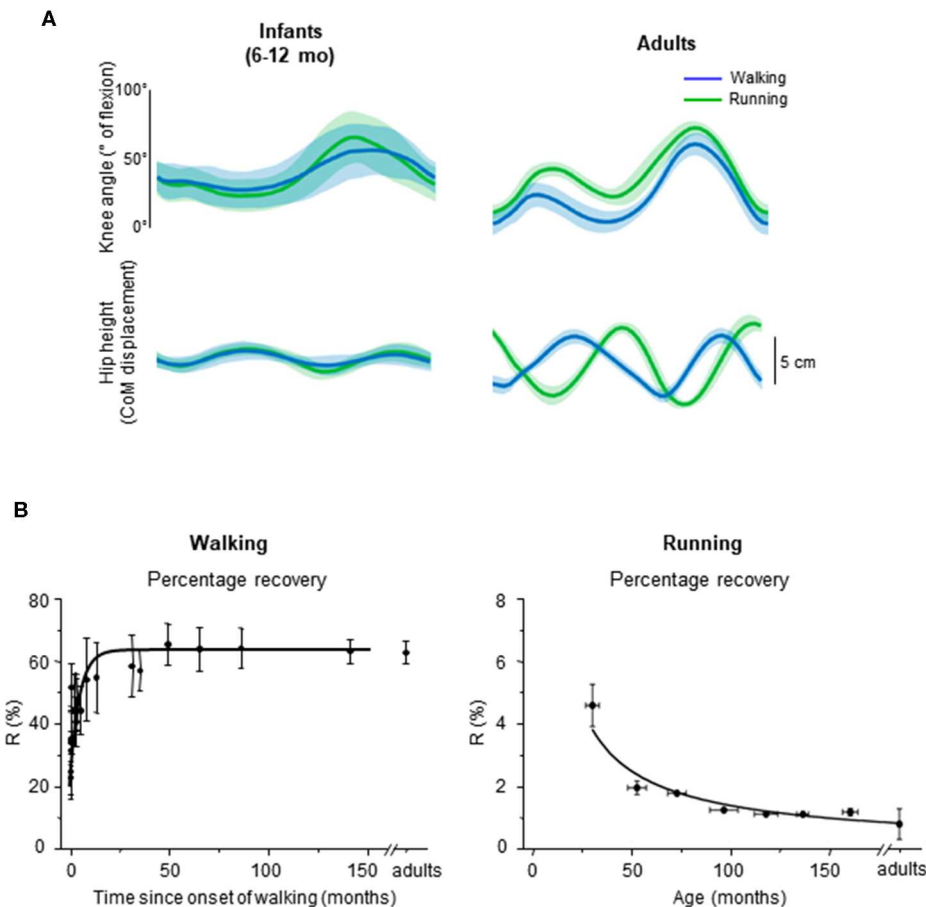 A
Infants
(6-12 mo)
Adults
Walking
Running
Knee angle (° of flexion)
100°
50°
0°
Hip height
(CoM displacement)
5 cm
B
Walking
Percentage recovery
R (%)
80
60
40
20
0
0 50 100 150 adults
Time since onset of walking (months)
Running
Percentage recovery
R (%)
8
6
4
2
0
0 50 100 150 adults
Age (months)